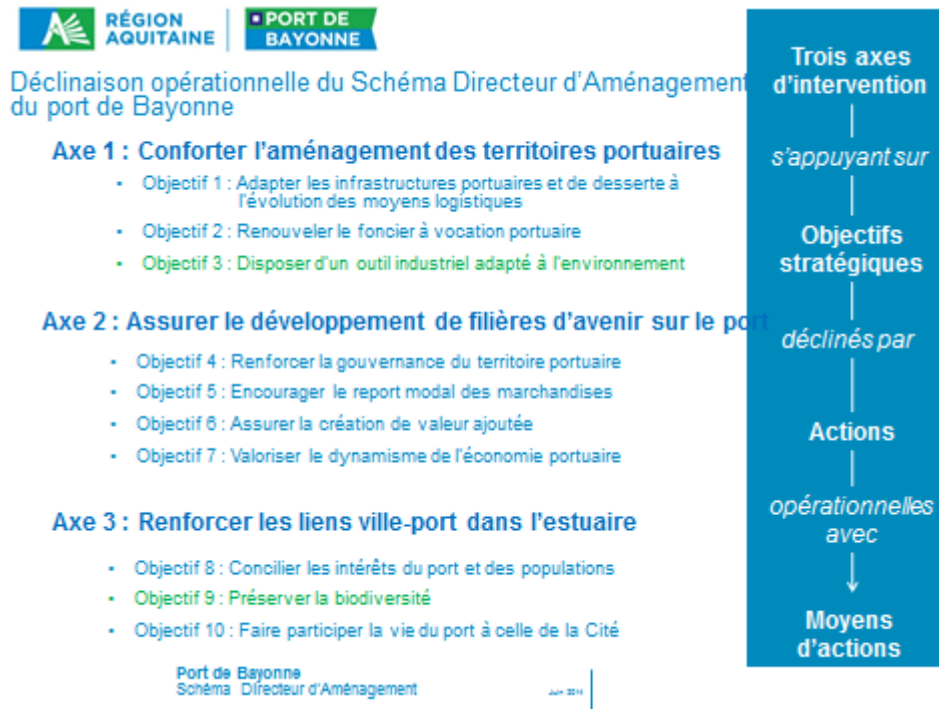 RÉGION
AQUITAINE
PORT DE
BAYONNE
Déclinaison opérationnelle du Schéma Directeur d'Aménagement
du port de Bayonne
Axe 1 : Conforter l'aménagement des territoires portuaires
• Objectif 1 : Adapter les infrastructures portuaires et de desserte à
l'évolution des moyens logistiques
• Objectif 2 : Renouveler le foncier à vocation portuaire
• Objectif 3 : Disposer d'un outil industriel adapté à l'environnement
Axe 2 : Assurer le développement de filières d'avenir sur le port
• Objectif 4 : Renforcer la gouvernance du territoire portuaire
• Objectif 5 : Encourager le report modal des marchandises
• Objectif 6 : Assurer la création de valeur ajoutée
• Objectif 7 : Valoriser le dynamisme de l'économie portuaire
Axe 3 : Renforcer les liens ville-port dans l'estuaire
• Objectif 8 : Concilier les intérêts du port et des populations
• Objectif 9 : Préserver la biodiversité
• Objectif 10 : Faire participer la vie du port à celle de la Cité
Trois axes
d'intervention
s'appuyant sur
Objectifs
stratégiques
déclinés par
Actions
opérationnelles
avec
Moyens
d'actions
Port de Bayonne
Schéma Directeur d'Aménagement
Juin 2014